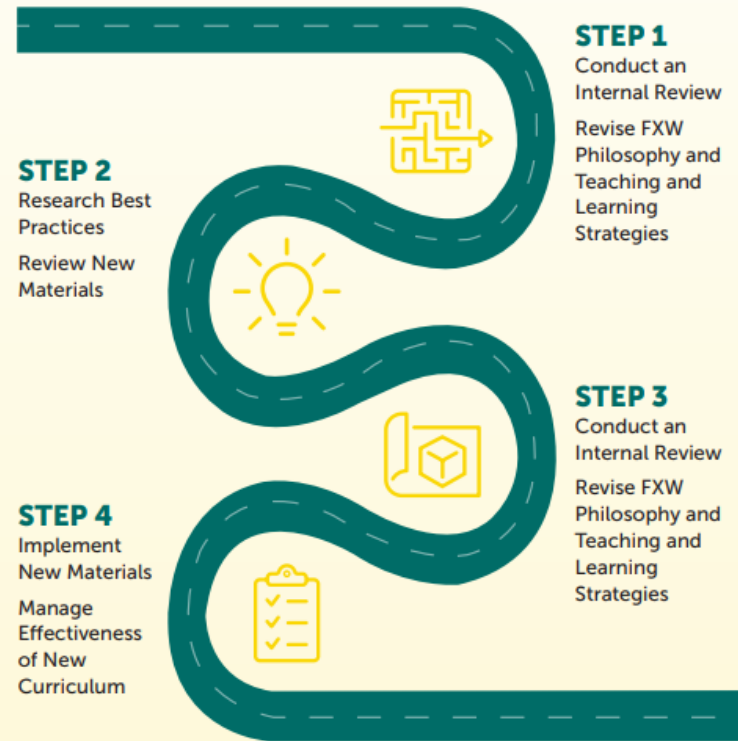 STEP 1
Conduct an
Internal Review
Revise FXW
Philosophy and
Teaching and
Learning
Strategies
STEP 2
Research Best
Practices
Review New
Materials
STEP 3
Conduct an
Internal Review
Revise FXW
Philosophy and
Teaching and
Learning
Strategies
STEP 4
Implement
New Materials
Manage
Effectiveness
of New
Curriculum